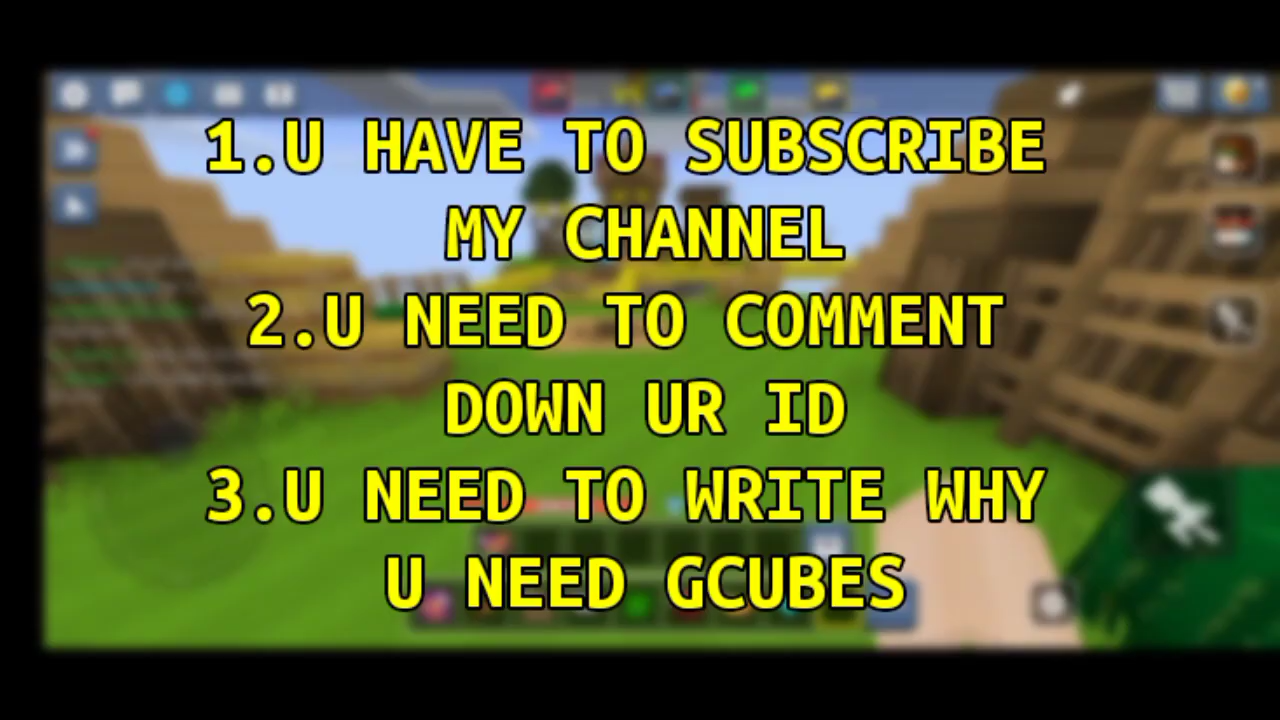 1.U HAVE TO SUBSCRIBE
MY CHANNEL
2.U NEED TO COMMENT
DOWN UR ID
3.U NEED TO WRITE WHY
U NEED GCUBES